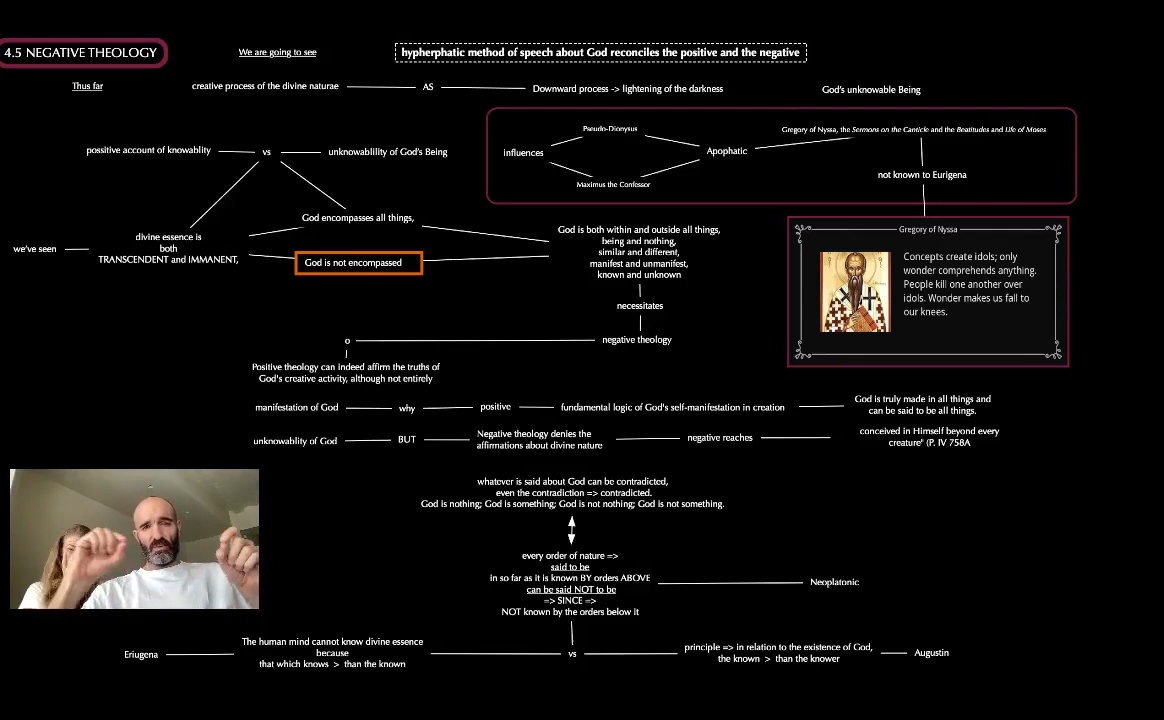 4.5 NEGATIVE THEOLOGY
We are going to see
hypherphatic method of speech about God reconciles the positive and the negative
Thus far
creative process of the divine naturae
AS
Downward process -> lightening of the darkness
God's unknowable Being
Pseudo-Dionysus
influences
Maximus the Confessor
Apophatic
Gregory of Nyssa, the Sermons on the Canticle and the Beatitudes and Life of Moses
not known to Eurigena
possitive account of knowablity
vs
unknowablility of God's Being
God encompasses all things,
God is not encompassed
we've seen
divine essence is
both
TRANSCENDENT and IMMANENT,
God is both within and outside all things,
being and nothing,
similar and different,
manifest and unmanifest,
known and unknown
necessitates
negative theology
Gregory of Nyssa
Concepts create idols; only
wonder comprehends anything.
People kill one another over
idols. Wonder makes us fall to
our knees.
o
Positive theology can indeed affirm the truths of
God's creative activity, although not entirely
manifestation of God
why
positive
fundamental logic of God's self-manifestation in creation
God is truly made in all things and
can be said to be all things.
unknowablity of God
BUT
Negative theology denies the
affirmations about divine nature
negative reaches
conceived in Himself beyond every
creature" (P. IV 758A
whatever is said about God can be contradicted,
even the contradiction => contradicted.
God is nothing; God is something; God is not nothing; God is not something.
every order of nature =>
said to be
in so far as it is known BY orders ABOVE
can be said NOT to be
=> SINCE =>
NOT known by the orders below it
Neoplatonic
Eriugena
The human mind cannot know divine essence
because
that which knows > than the known
vs
principle => in relation to the existence of God,
the known > than the knower
Augustin